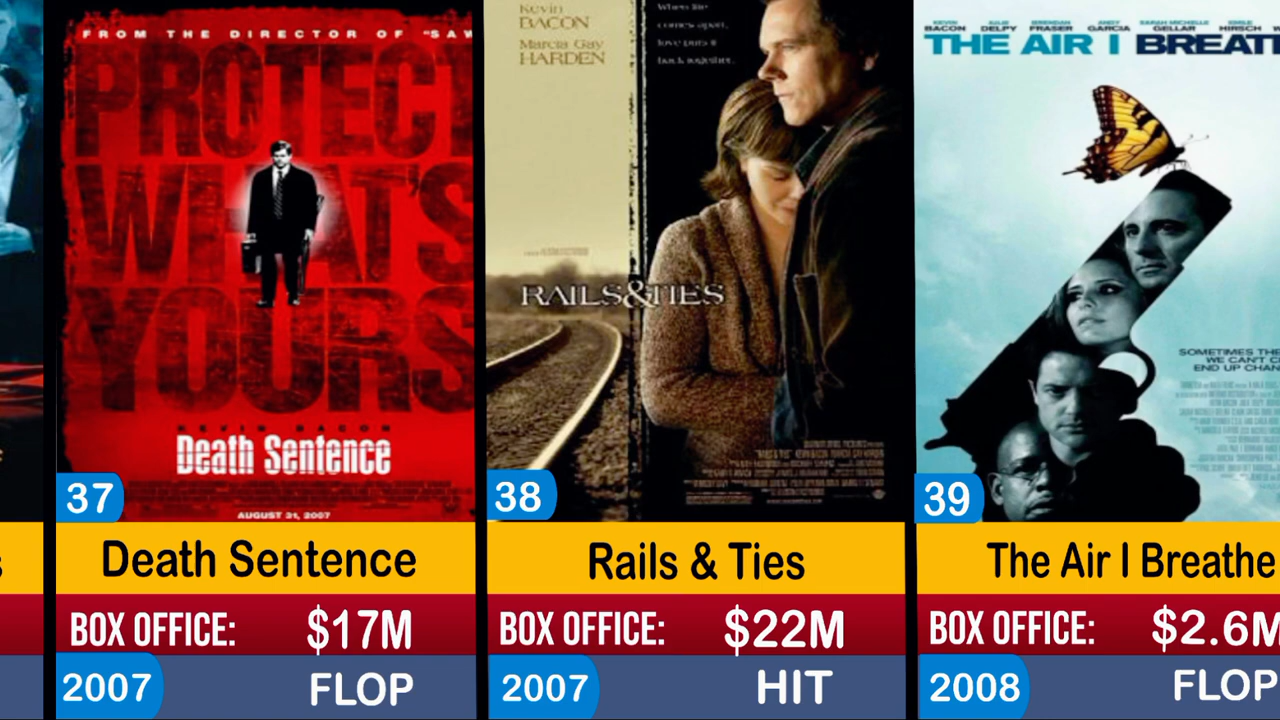 FROM THE DIRECTOR OF "SAW
PROTECT
WHAT'S
YOURS
KEVIN BACON
Death Sentence
AUGUST 31, 2007
37
Death Sentence
BOX OFFICE: $17M
2007 FLOP
Kevin
BACON
Marcia Gay
HARDEN
When life
comes apart,
love puts it
back together.
RAILS&TIES
38
Rails & Ties
BOX OFFICE: $22M
2007 HIT
KEVIN BACON JULIE DELPY BRENDAN FRASER ANDY GARCIA SARAH MICHELLE GELLAR EMILE HIRSCH
THE AIR I BREATH
SOMETIMES THE
WE CAN'T C
END UP CHAN
39
The Air I Breathe
BOX OFFICE: $2.6M
2008 FLOP